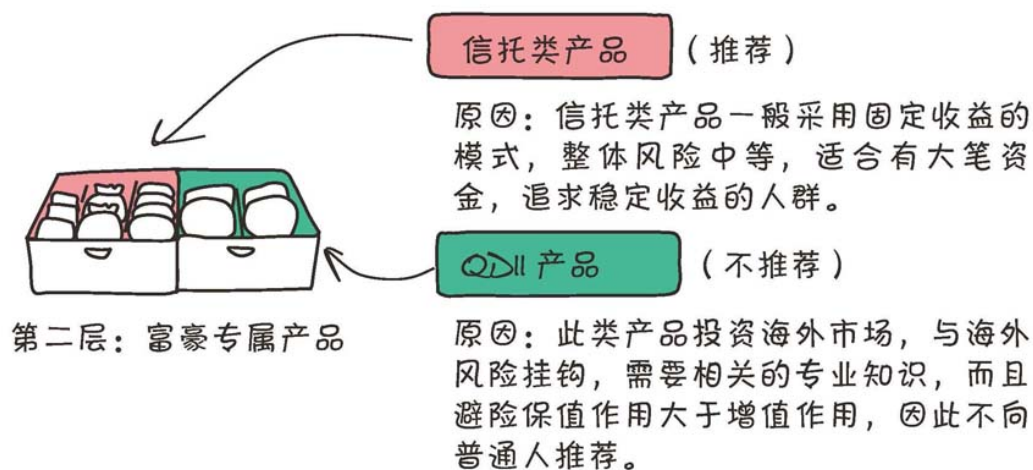 信托类产品（推荐）
原因：信托类产品一般采用固定收益的
模式，整体风险中等，适合有大笔资
金，追求稳定收益的人群。
QDII 产品（不推荐）
第二层：富豪专属产品
原因：此类产品投资海外市场，与海外
风险挂钩，需要相关的专业知识，而且
避险保值作用大于增值作用，因此不向
普通人推荐。